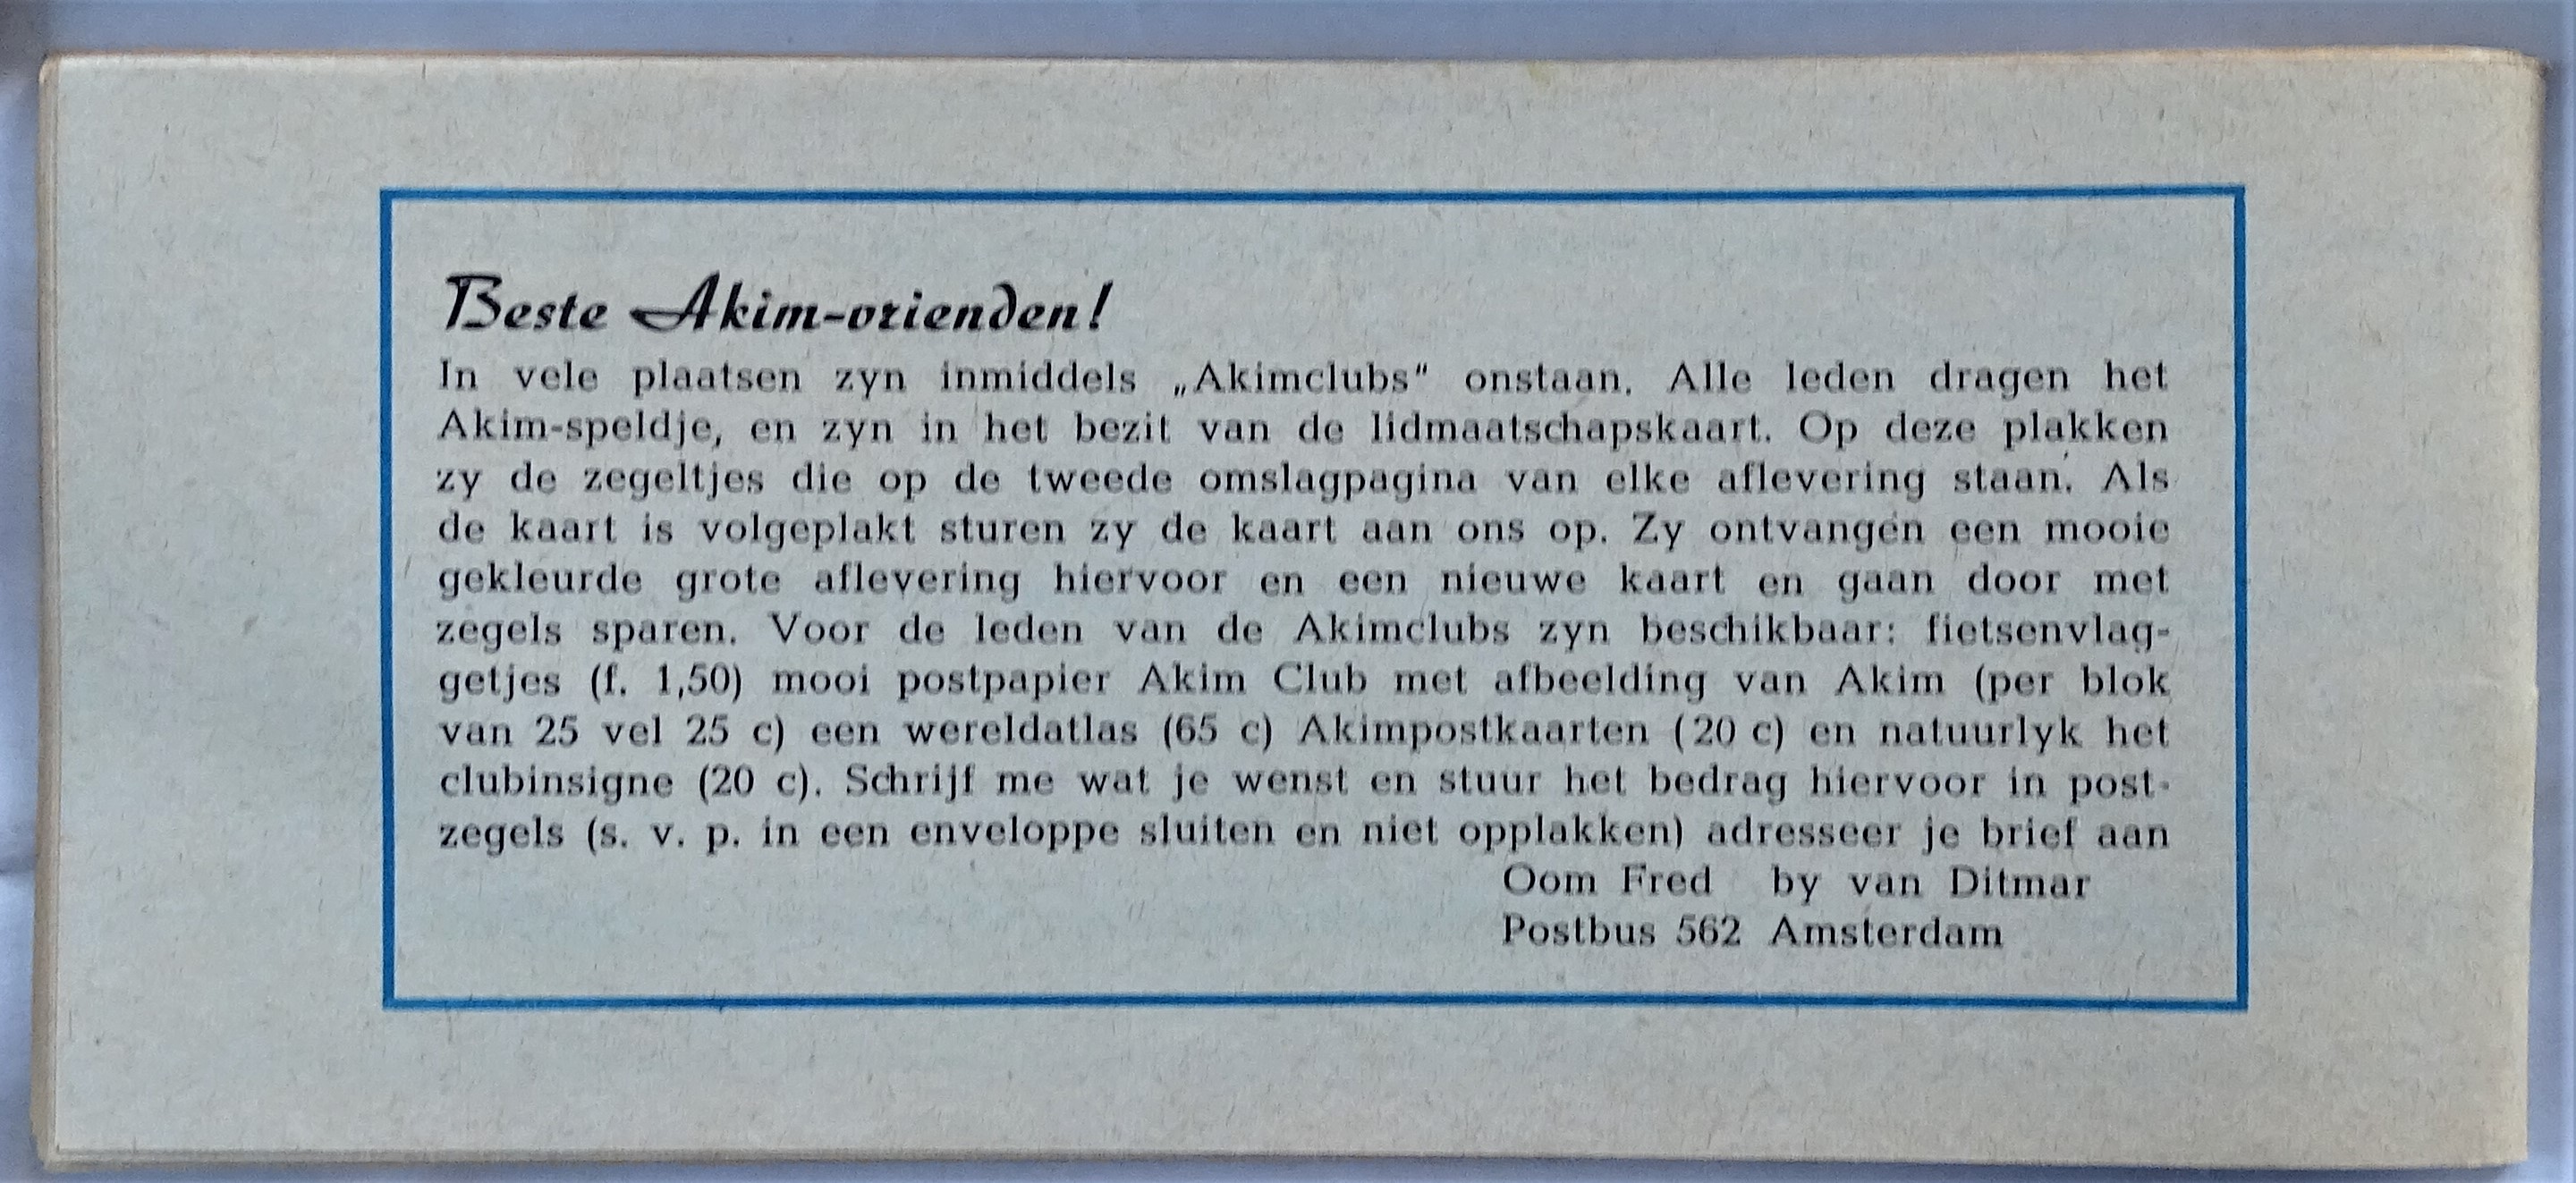 Beste Akim-vrienden!
In vele plaatsen zyn inmiddels „Akimclubs" onstaan. Alle leden dragen het
Akim-speldje, en zyn in het bezit van de lidmaatschapskaart. Op deze plakken
zy de zegeltjes die op de tweede omslagpagina van elke aflevering staan. Als
de kaart is volgeplakt sturen zy de kaart aan ons op. Zy ontvangen een mooie
gekleurde grote aflevering hiervoor en een nieuwe kaart en gaan door met
zegels sparen. Voor de leden van de Akimclubs zyn beschikbaar: fietsenvlag-
getjes (f. 1,50) mooi postpapier Akim Club met afbeelding van Akim (per blok
van 25 vel 25 c) een wereldatlas (65 c) Akimpostkaarten (20 c) en natuurlyk het
clubinsigne (20 c). Schrijf me wat je wenst en stuur het bedrag hiervoor in post-
zegels (s. v. p. in een enveloppe sluiten en niet opplakken) adresseer je brief aan
Oom Fred by van Ditmar
Postbus 562 Amsterdam